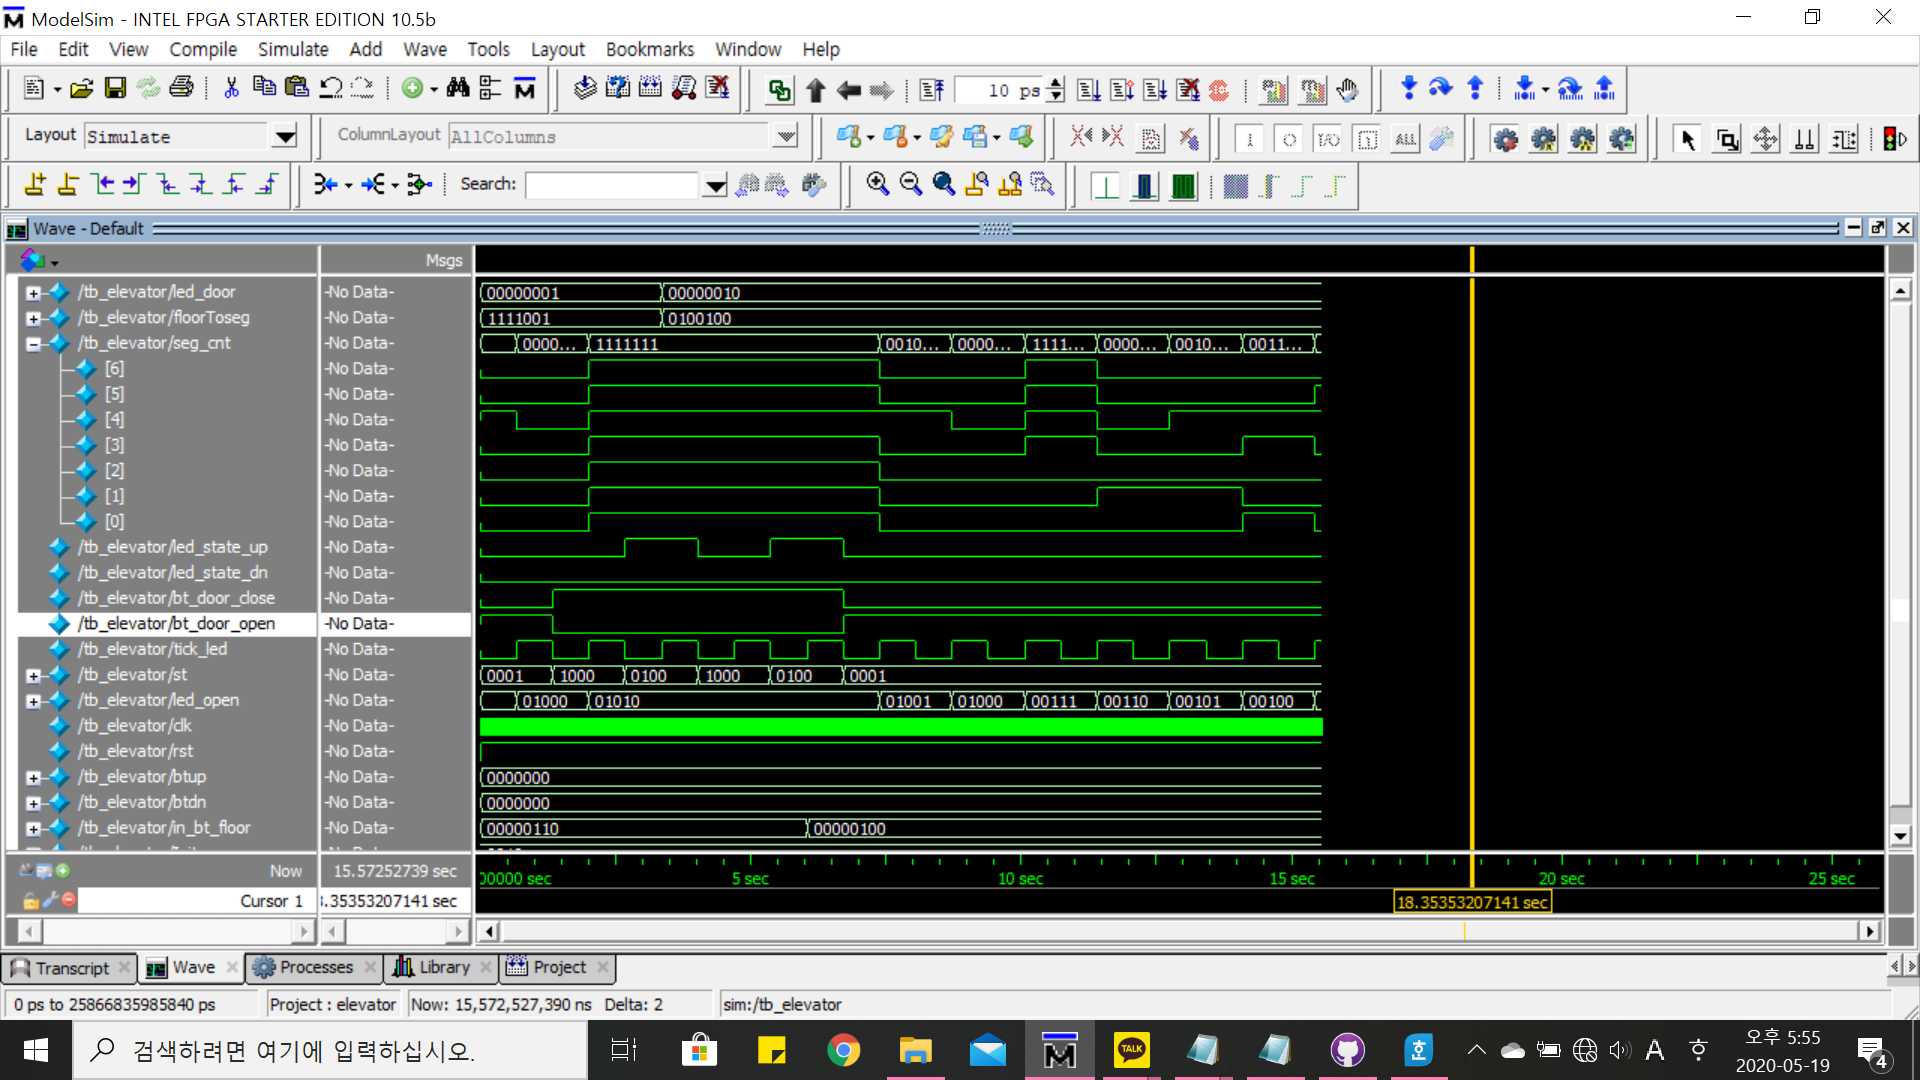 ModelSim - INTEL FPGA STARTER EDITION 10.5b
File Edit View Compile Simulate Add Wave Tools Layout Bookmarks Window Help
10 ps
Layout Simulate ColumnLayout AllColumns
Search:
Wave - Default
Msgs
/tb_elevator/led_door -No Data- 00000001 00000010
/tb_elevator/floorToseg -No Data- 1111001 0100100
/tb_elevator/seg_cnt -No Data- 0000... 1111111 0010... 0000... 1111... 0000... 0010... 0011...
[6] -No Data-
[5] -No Data-
[4] -No Data-
[3] -No Data-
[2] -No Data-
[1] -No Data-
[0] -No Data-
/tb_elevator/led_state_up -No Data-
/tb_elevator/led_state_dn -No Data-
/tb_elevator/bt_door_close -No Data-
/tb_elevator/bt_door_open -No Data-
/tb_elevator/tick_led -No Data-
/tb_elevator/st -No Data- 0001 1000 0100 1000 0100 0001
/tb_elevator/led_open -No Data- 01000 01010 01001 01000 00111 00110 00101 00100
/tb_elevator/clk -No Data-
/tb_elevator/rst -No Data-
/tb_elevator/btup -No Data- 0000000
/tb_elevator/btdn -No Data- 0000000
/tb_elevator/in_bt_floor -No Data- 00000110 00000100
Now 15.57252739 sec 00000 sec 5 sec 10 sec 15 sec 20 sec 25 sec
Cursor 1 .35353207141 sec 18.35353207141 sec
Transcript Wave Processes Library Project
0 ps to 25866835985840 ps Project : elevator Now: 15,572,527,390 ns Delta: 2 sim:/tb_elevator
검색하려면 여기에 입력하십시오.
TALK
A
오후 5:55
2020-05-19
4